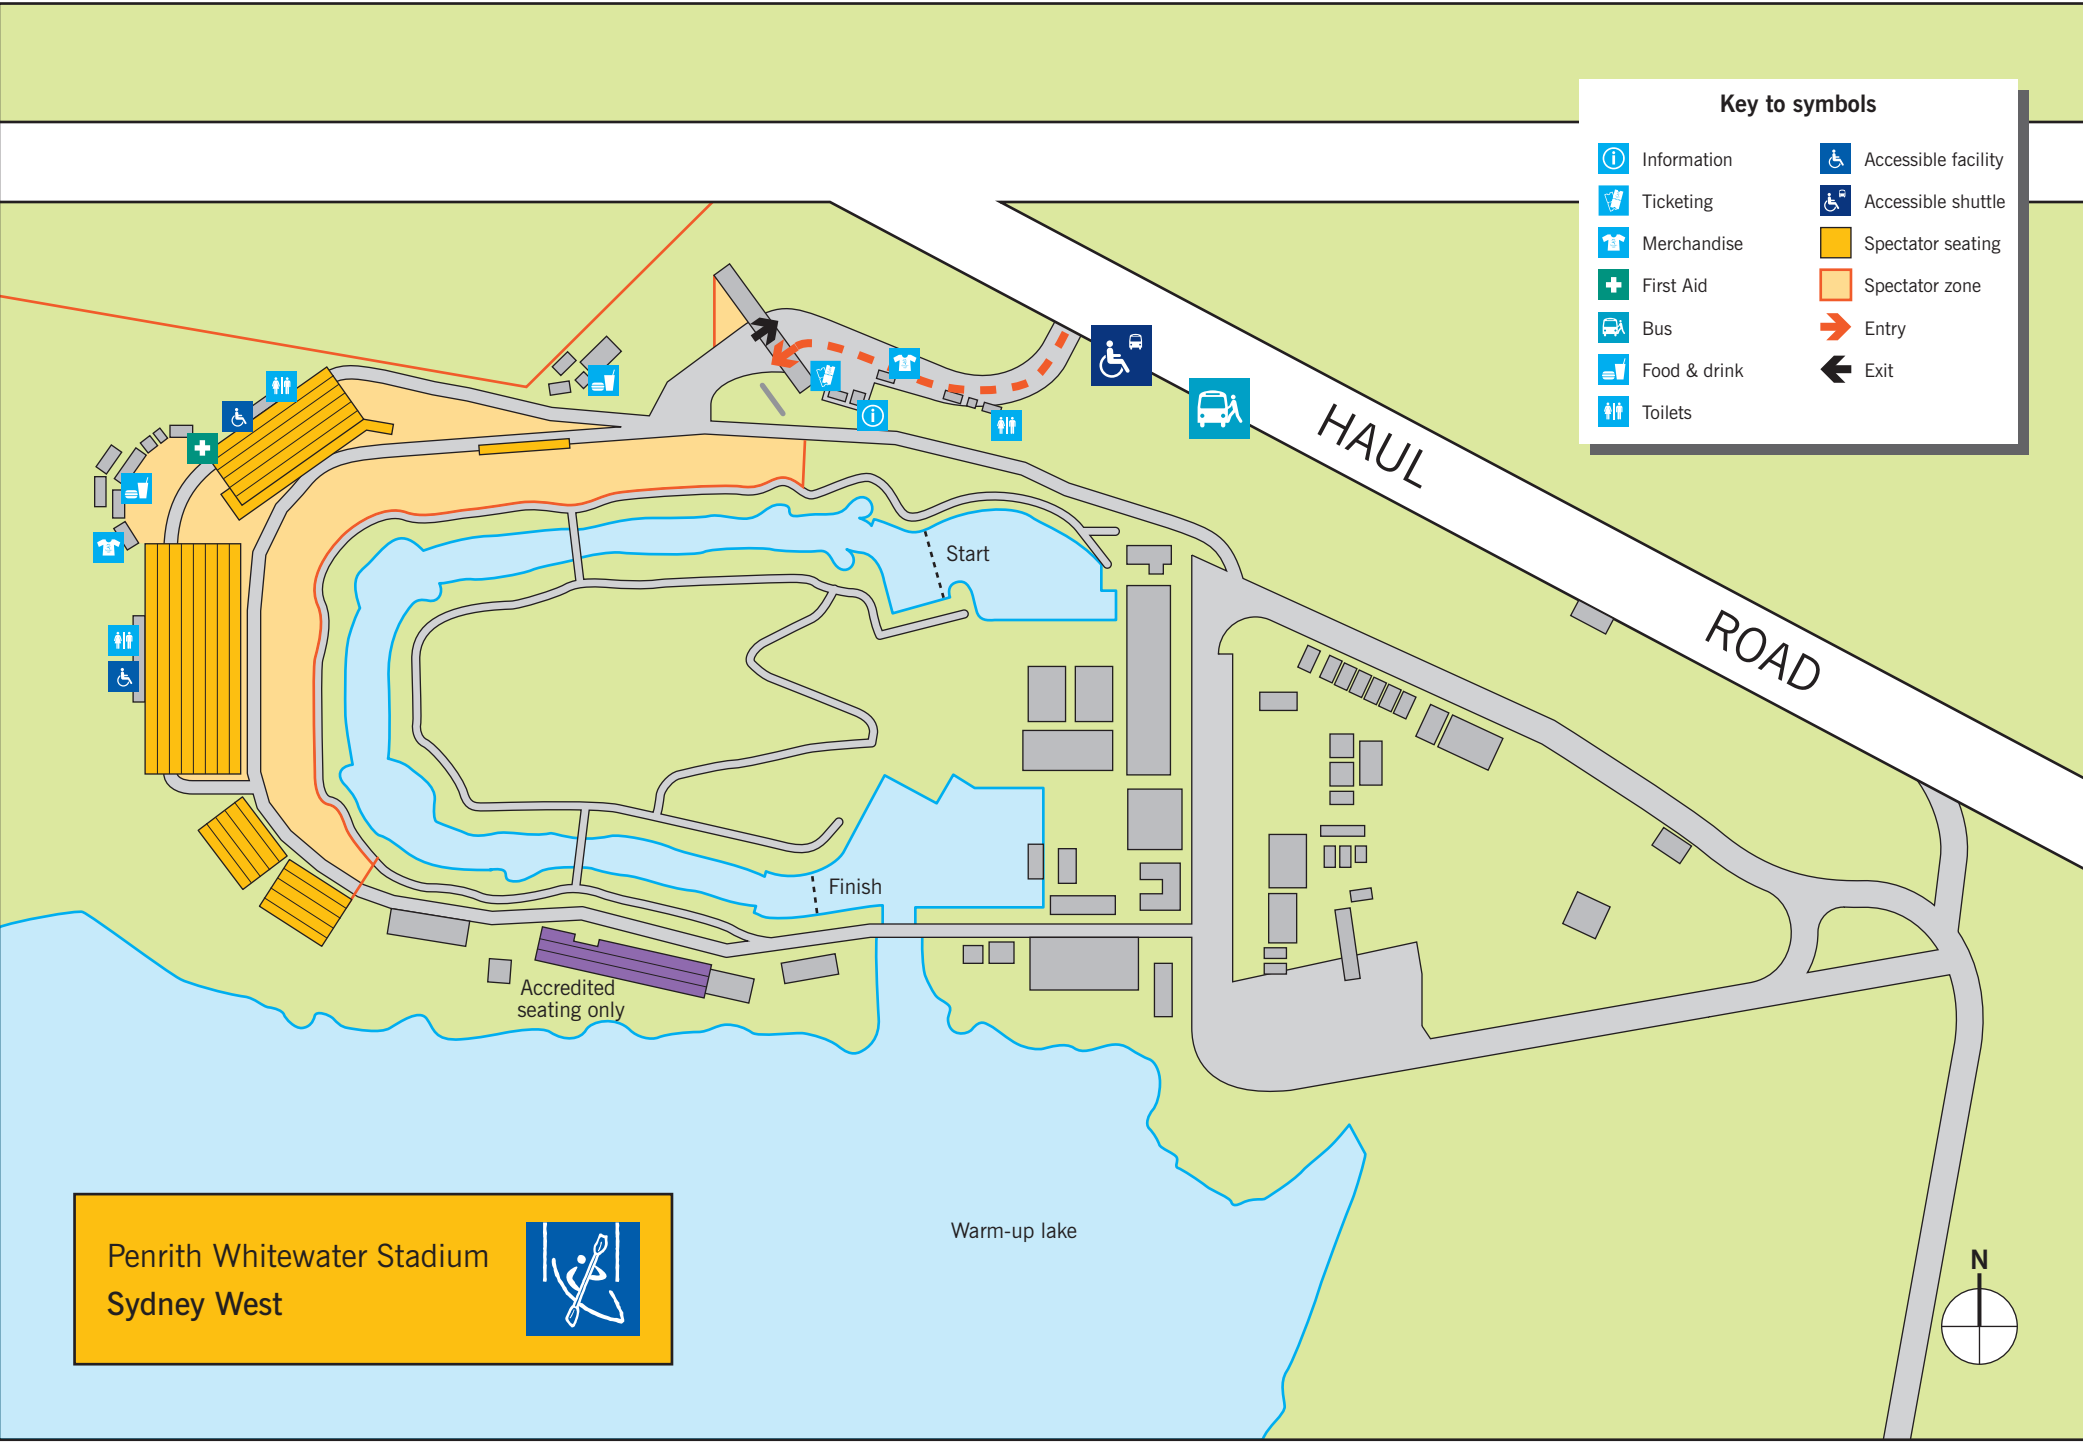 Key to symbols
Information
Ticketing
Merchandise
First Aid
Bus
Food & drink
Toilets
Accessible facility
Accessible shuttle
Spectator seating
Spectator zone
Entry
Exit
HAUL
ROAD
Start
Finish
Accredited
seating only
Warm-up lake
Penrith Whitewater Stadium
Sydney West
N